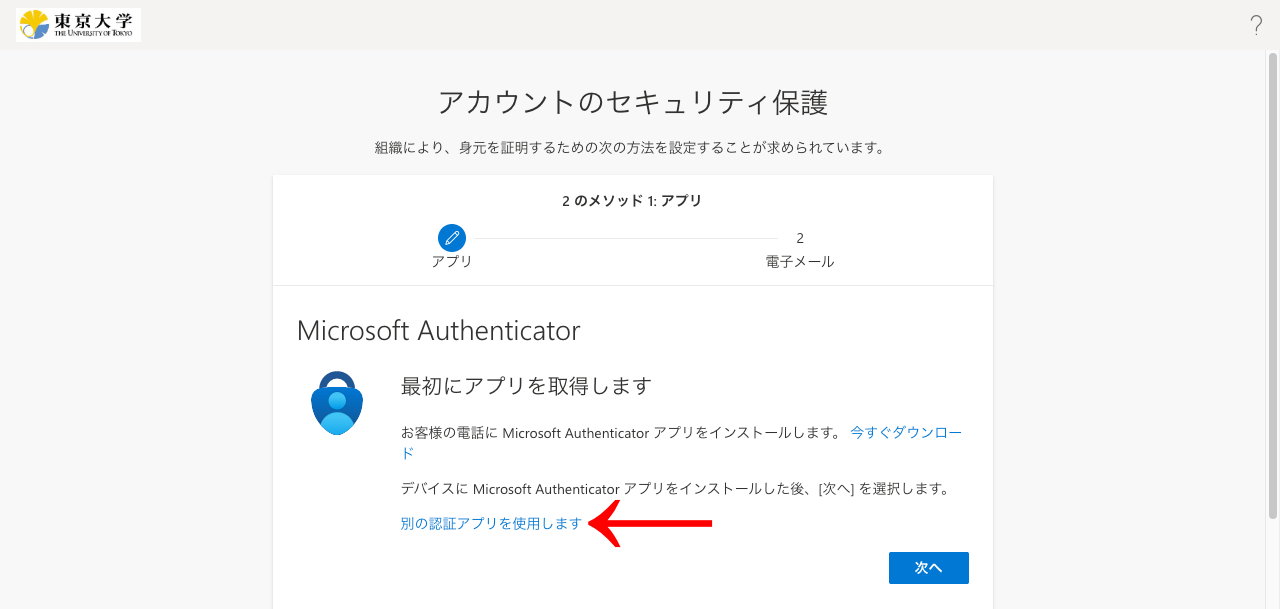 東京大学
THE UNIVERSITY OF TOKYO
?
アカウントのセキュリティ保護
組織により、身元を証明するための次の方法を設定することが求められています。
2 のメソッド 1: アプリ
2
アプリ
電子メール
Microsoft Authenticator
最初にアプリを取得します
お客様の電話に Microsoft Authenticator アプリをインストールします。 今すぐダウンロー
ド
デバイスに Microsoft Authenticator アプリをインストールした後、[次へ] を選択します。
別の認証アプリを使用します
次へ